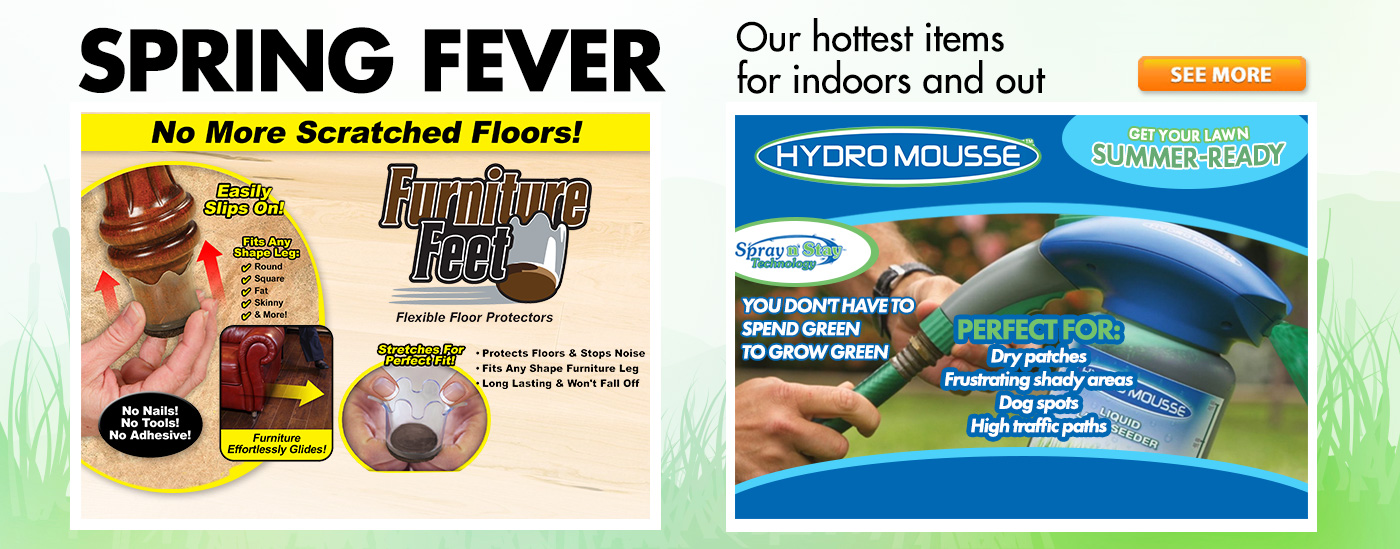 SPRING FEVER
Our hottest items
for indoors and out
SEE MORE
No More Scratched Floors!
Easily
Slips On!
Fits Any
Shape Leg:
Round
Square
Fat
Skinny
& More!
No Nails!
No Tools!
No Adhesive!
Furniture
Effortlessly Glides!
Furniture
Feet
Flexible Floor Protectors
Stretches For
Perfect Fit!
• Protects Floors & Stops Noise
• Fits Any Shape Furniture Leg
• Long Lasting & Won't Fall Off
HYDRO MOUSSE™
GET YOUR LAWN
SUMMER-READY
Spray n' Stay
Technology
YOU DON'T HAVE TO
SPEND GREEN
TO GROW GREEN
PERFECT FOR:
Dry patches
Frustrating shady areas
Dog spots
High traffic paths
MOUSSE
LIQUID
SEEDER